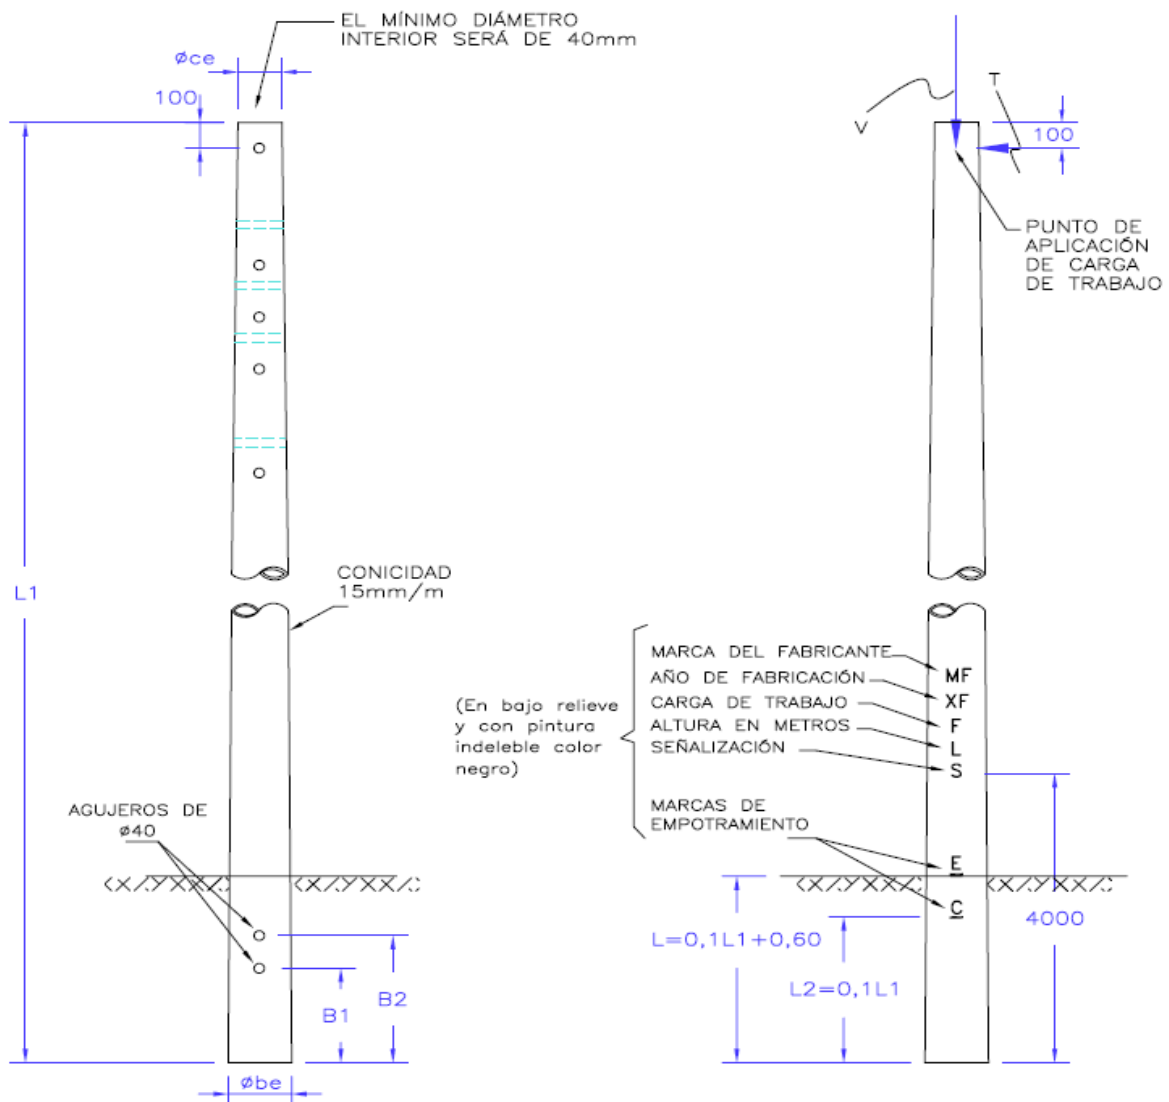 EL MÍNIMO DIÁMETRO
INTERIOR SERÁ DE 40mm
øce
100
L1
CONICIDAD
15mm/m
AGUJEROS DE
ø40
B2
B1
øbe
V
T
100
PUNTO DE
APLICACIÓN
DE CARGA
DE TRABAJO
(En bajo relieve
y con pintura
indeleble color
negro)
MARCA DEL FABRICANTE
AÑO DE FABRICACIÓN
CARGA DE TRABAJO
ALTURA EN METROS
SEÑALIZACIÓN
MARCAS DE
EMPOTRAMIENTO
MF
XF
F
L
S
E
C
L=0,1L1+0,60
L2=0,1L1
4000